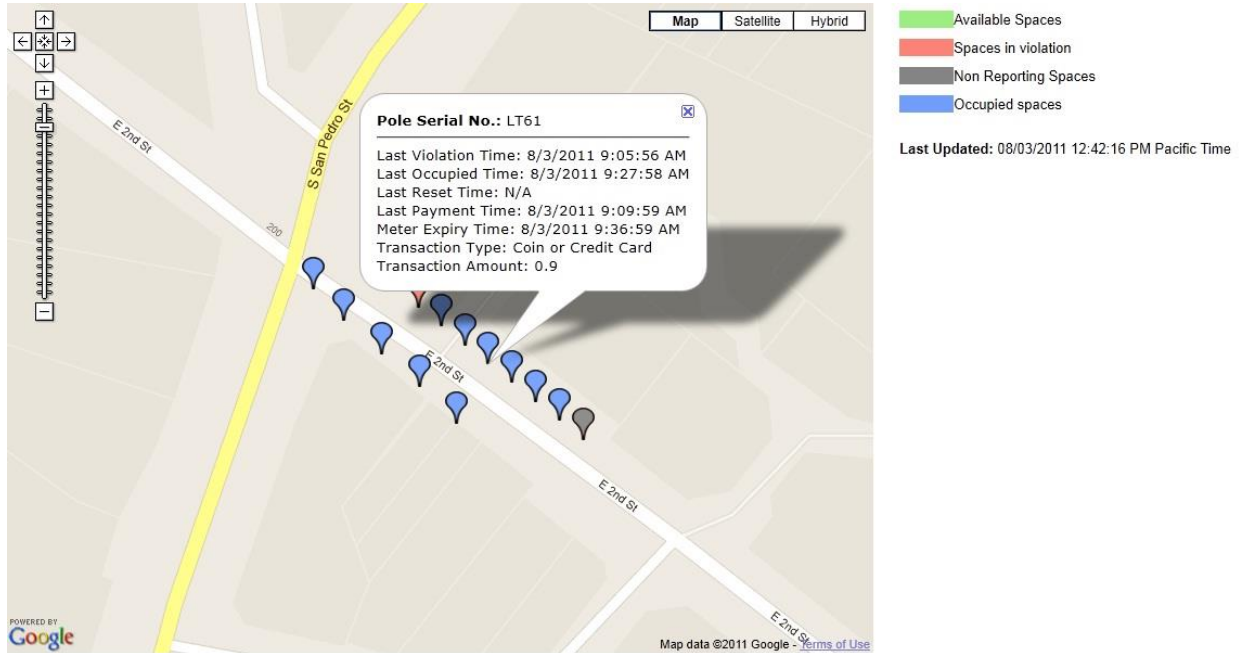 Map Satellite Hybrid
E 2nd St
S San Pedro St
200
Pole Serial No.: LT61
Last Violation Time: 8/3/2011 9:05:56 AM
Last Occupied Time: 8/3/2011 9:27:58 AM
Last Reset Time: N/A
Last Payment Time: 8/3/2011 9:09:59 AM
Meter Expiry Time: 8/3/2011 9:36:59 AM
Transaction Type: Coin or Credit Card
Transaction Amount: 0.9
E 2nd St
E 2nd St
E 2nd St
POWERED BY
Google
Map data ©2011 Google - Terms of Use
Available Spaces
Spaces in violation
Non Reporting Spaces
Occupied spaces
Last Updated: 08/03/2011 12:42:16 PM Pacific Time